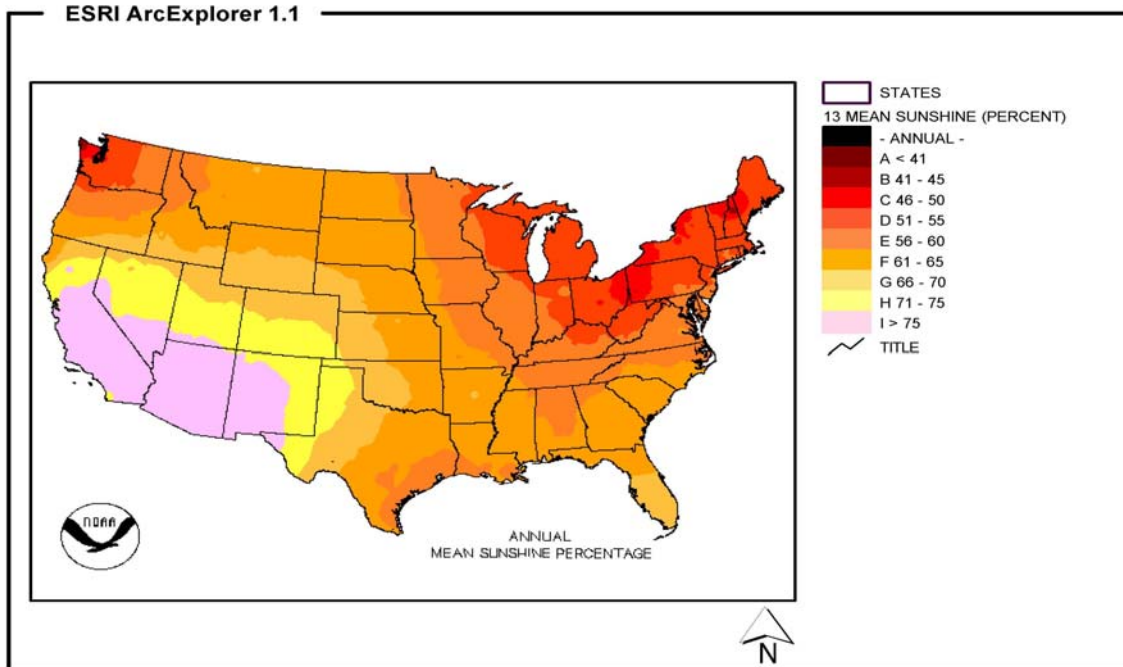 ESRI ArcExplorer 1.1
STATES
13 MEAN SUNSHINE (PERCENT)
- ANNUAL -
A < 41
B 41 - 45
C 46 - 50
D 51 - 55
E 56 - 60
F 61 - 65
G 66 - 70
H 71 - 75
I > 75
TITLE
NOAA
ANNUAL
MEAN SUNSHINE PERCENTAGE
N